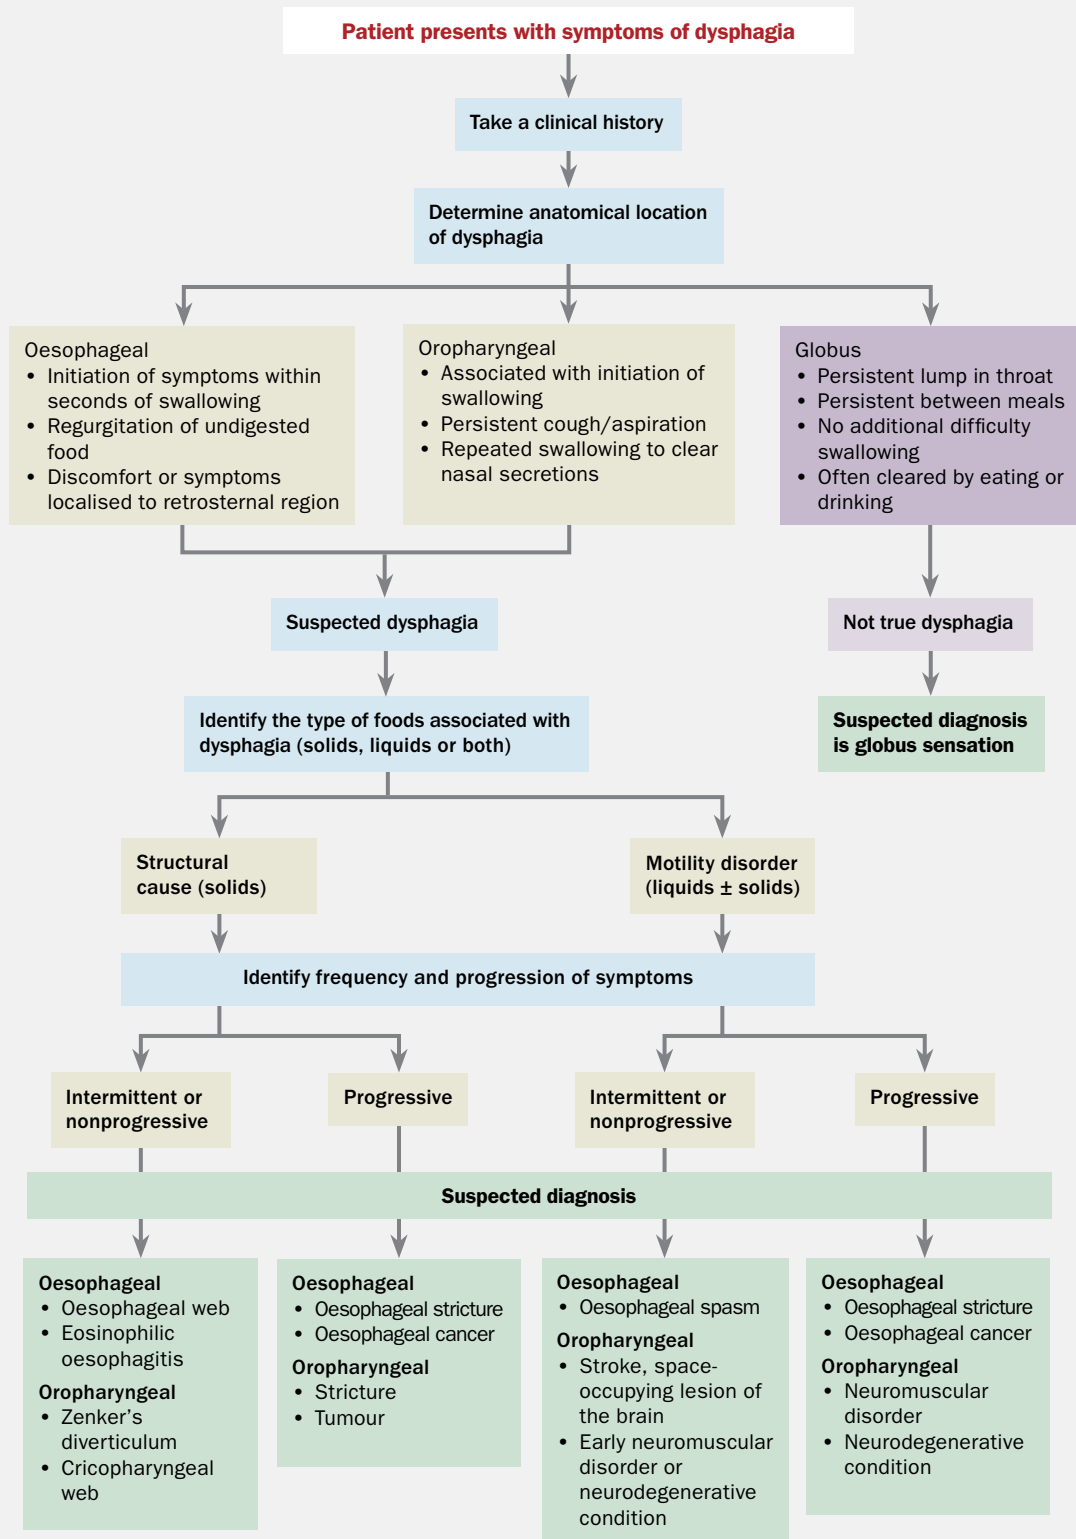 Patient presents with symptoms of dysphagia
Take a clinical history
Determine anatomical location
of dysphagia
Oesophageal
• Initiation of symptoms within
seconds of swallowing
• Regurgitation of undigested
food
• Discomfort or symptoms
localised to retrosternal region
Oropharyngeal
• Associated with initiation of
swallowing
• Persistent cough/aspiration
• Repeated swallowing to clear
nasal secretions
Globus
• Persistent lump in throat
• Persistent between meals
• No additional difficulty
swallowing
• Often cleared by eating or
drinking
Suspected dysphagia
Not true dysphagia
Identify the type of foods associated with
dysphagia (solids, liquids or both)
Suspected diagnosis
is globus sensation
Structural
cause (solids)
Motility disorder
(liquids ± solids)
Identify frequency and progression of symptoms
Intermittent or
nonprogressive
Progressive
Intermittent or
nonprogressive
Progressive
Suspected diagnosis
Oesophageal
• Oesophageal web
• Eosinophilic
oesophagitis
Oropharyngeal
• Zenker's
diverticulum
• Cricopharyngeal
web
Oesophageal
• Oesophageal stricture
• Oesophageal cancer
Oropharyngeal
• Stricture
• Tumour
Oesophageal
• Oesophageal spasm
Oropharyngeal
• Stroke, space-
occupying lesion of
the brain
• Early neuromuscular
disorder or
neurodegenerative
condition
Oesophageal
• Oesophageal stricture
• Oesophageal cancer
Oropharyngeal
• Neuromuscular
disorder
• Neurodegenerative
condition